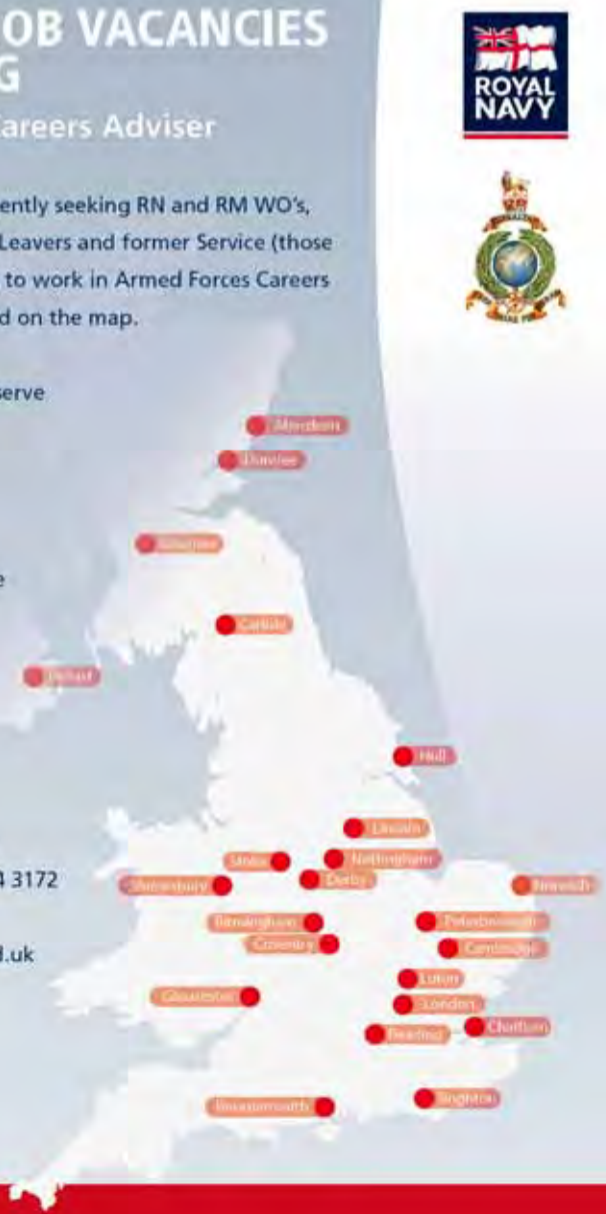 OB VACANCIES
G
areers Adviser
ROYAL
NAVY
ently seeking RN and RM WO's,
Leavers and former Service (those
to work in Armed Forces Careers
d on the map.
serve
Aberdeen
Dundee
e
Carlisle
Belfast
Hull
Lincoln
Stoke
Nottingham
4 3172
Shrewsbury
Derby
Norwich
Birmingham
Peterborough
Coventry
Cambridge
d.uk
Luton
Gloucester
London
Reading
Chatham
Bournemouth
Brighton